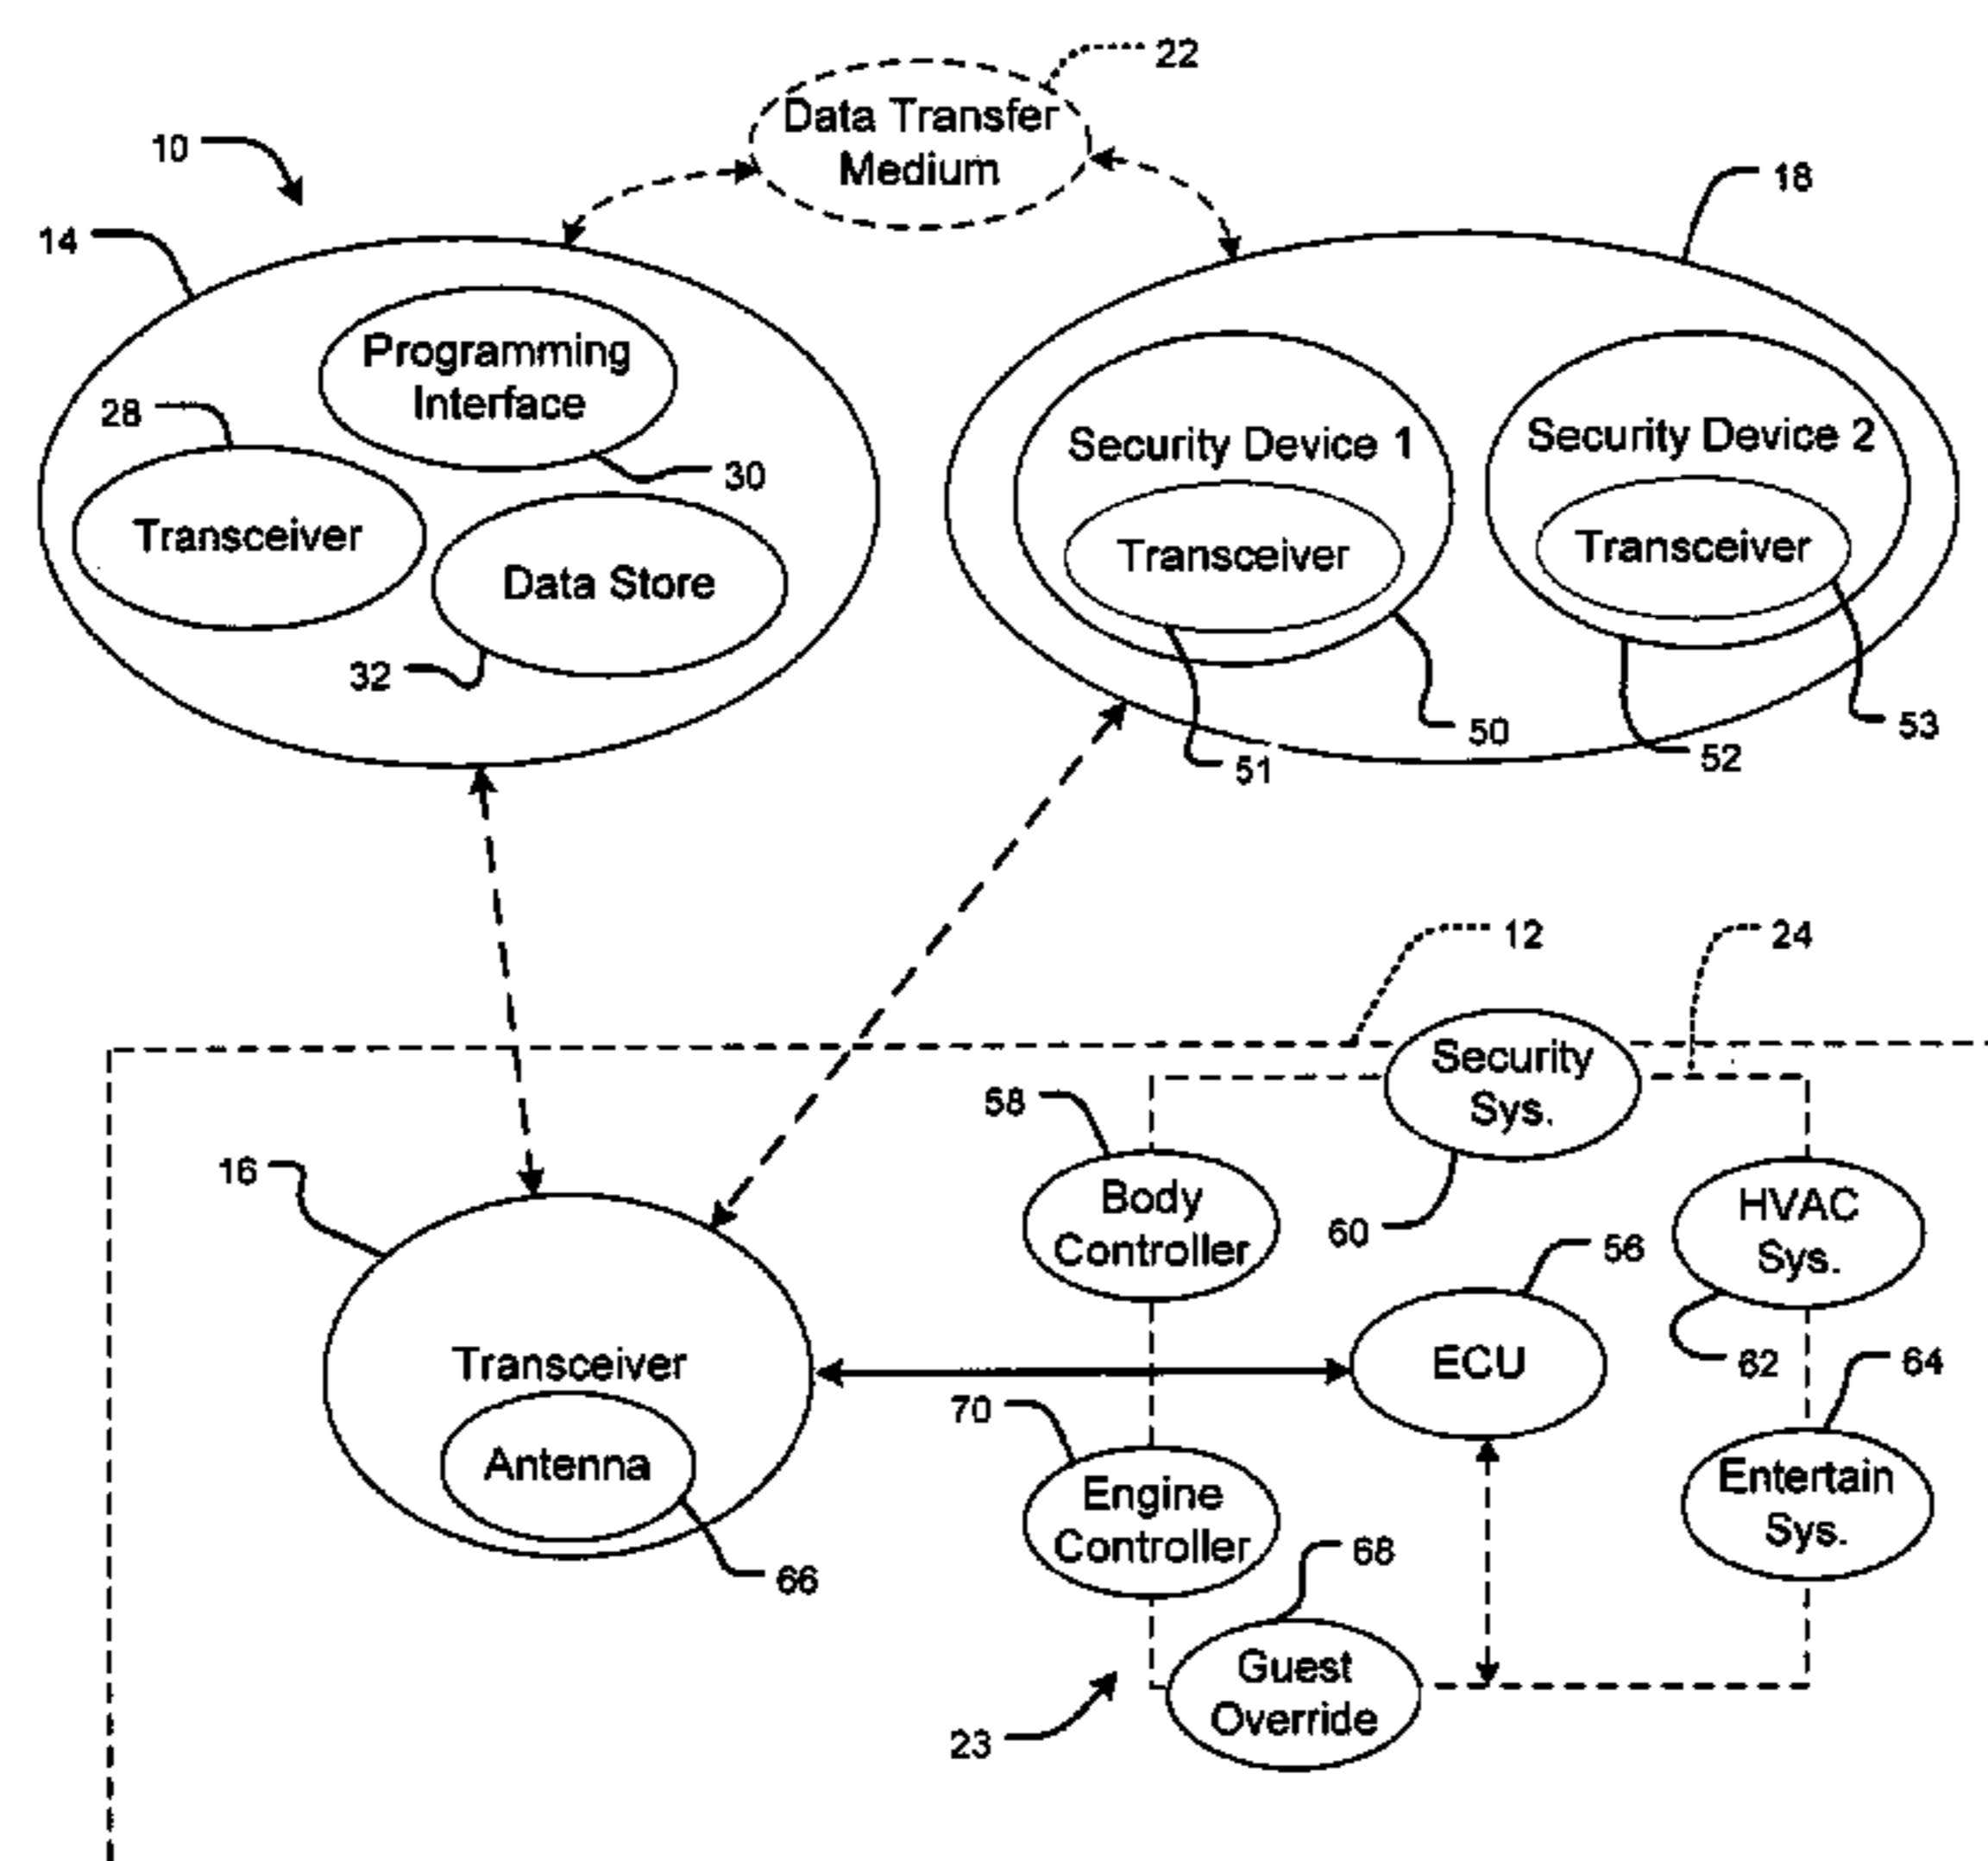 22
Data Transfer
Medium
10
18
14
Programming
Interface
28
30
Security Device 1
Security Device 2
Transceiver
Transceiver
Transceiver
Data Store
32
50
53
51
52
12
24
Security
Sys.
58
16
Body
Controller
60
HVAC
Sys.
56
Transceiver
ECU
62
64
70
Antenna
Engine
Controller
Entertain
Sys.
66
68
Guest
Override
23